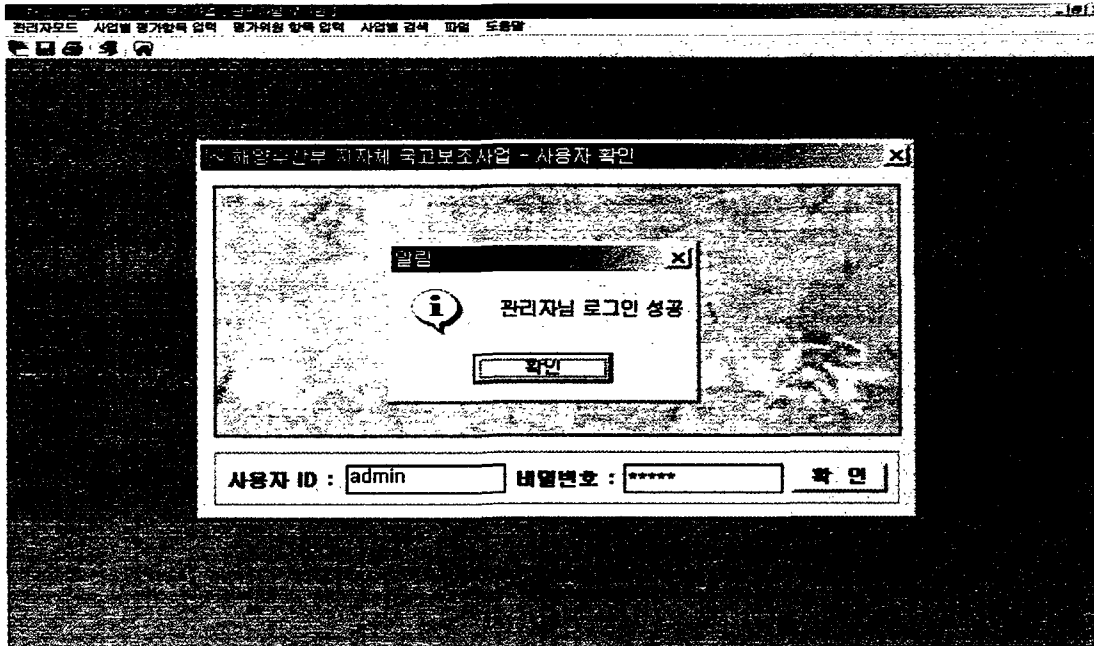 관리자모드 사업별 평가항목 입력 평가위원 항목 입력 사업별 검색 파일 도움말
해양수산부 지자체 국고보조사업 - 사용자 확인
알림
관리자님 로그인 성공
확인
사용자 ID : admin 비밀번호 : ***** 확 인